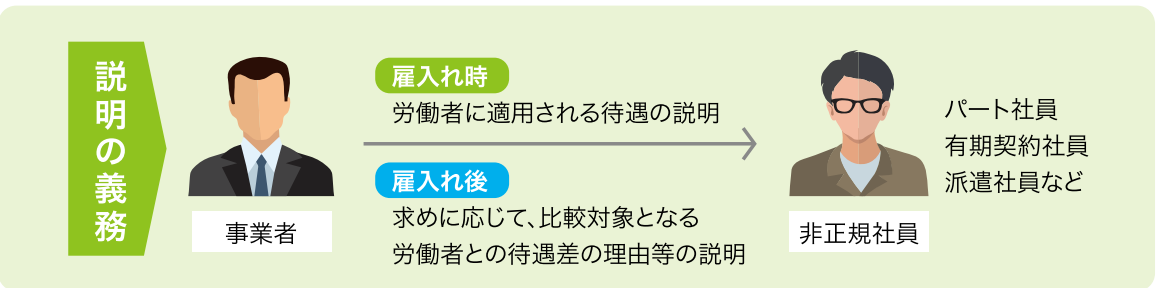 説明の義務
事業者
雇入れ時
労働者に適用される待遇の説明
雇入れ後
求めに応じて、比較対象となる
労働者との待遇差の理由等の説明
非正規社員
パート社員
有期契約社員
派遣社員など